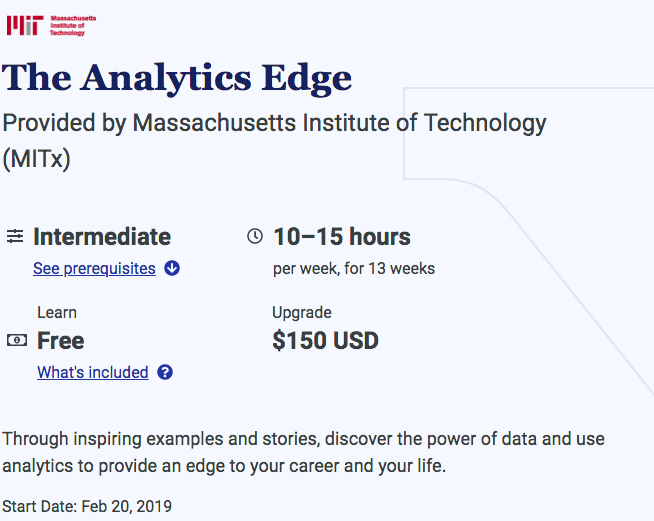 MIT Massachusetts
Institute of
Technology
The Analytics Edge
Provided by Massachusetts Institute of Technology
(MITx)
Intermediate
See prerequisites
10–15 hours
per week, for 13 weeks
Learn
Free
What's included ?
Upgrade
$150 USD
Through inspiring examples and stories, discover the power of data and use
analytics to provide an edge to your career and your life.
Start Date: Feb 20, 2019